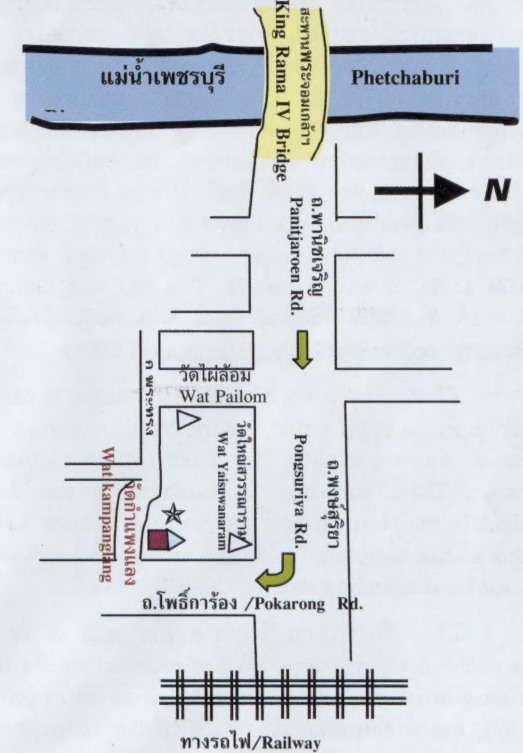 สะพานพระจอมเกล้าฯ
King Rama IV Bridge
แม่น้ำเพชรบุรี
Phetchaburi
N
ถ.พานิชเจริญ
Panitjaroen Rd.
วัดไผ่ล้อม
Wat Pailom
ถ พระทรง
วัดใหญ่สุวรรณาราม
Wat Yaisuwanaram
ถ.พงษ์สุริยา
Pongsuriya Rd.
วัดกำแพงแลง
Wat kampanglang
ถ.โพธิ์การ้อง /Pokarong Rd.
ทางรถไฟ/Railway